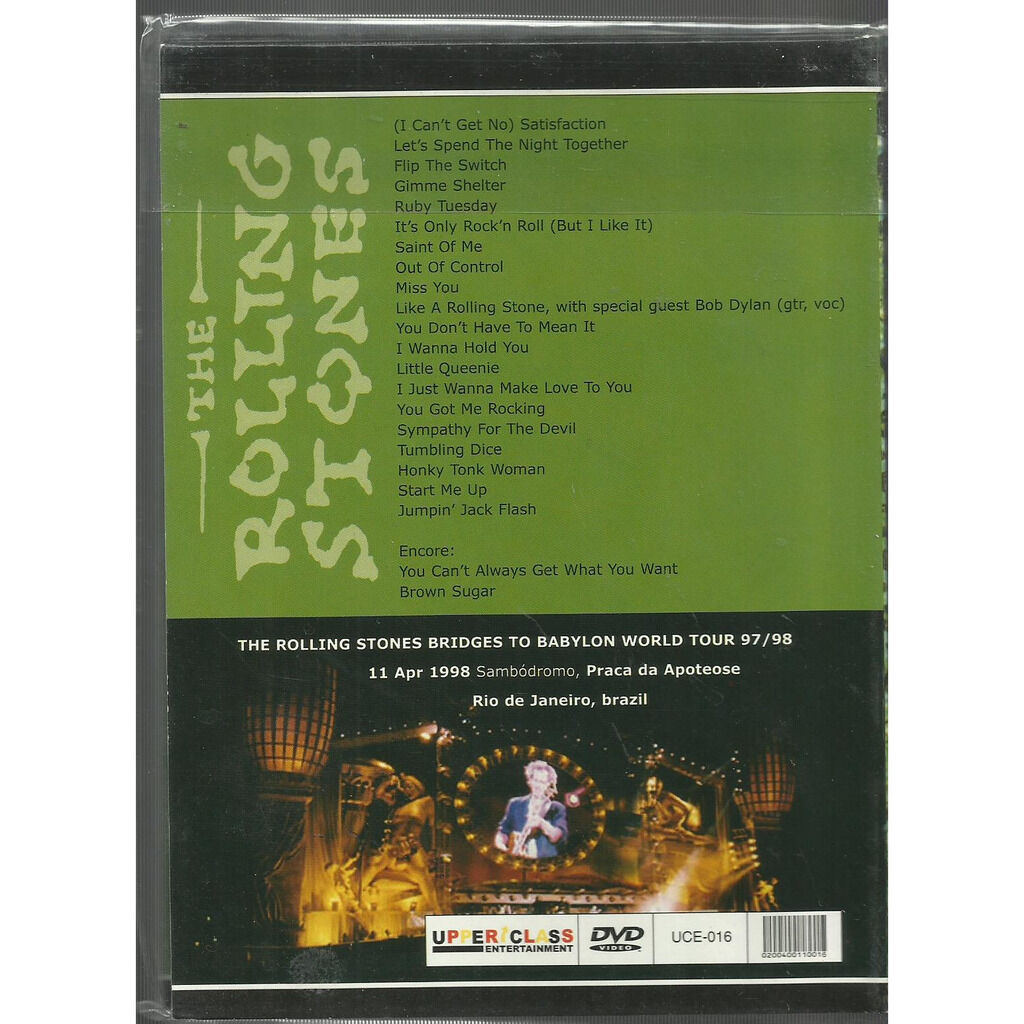 THE
ROLLING
STONES
(I Can't Get No) Satisfaction
Let's Spend The Night Together
Flip The Switch
Gimme Shelter
Ruby Tuesday
It's Only Rock'n Roll (But I Like It)
Saint Of Me
Out Of Control
Miss You
Like A Rolling Stone, with special guest Bob Dylan (gtr, voc)
You Don't Have To Mean It
I Wanna Hold You
Little Queenie
I Just Wanna Make Love To You
You Got Me Rocking
Sympathy For The Devil
Tumbling Dice
Honky Tonk Woman
Start Me Up
Jumpin' Jack Flash
Encore:
You Can't Always Get What You Want
Brown Sugar
THE ROLLING STONES BRIDGES TO BABYLON WORLD TOUR 97/98
11 Apr 1998 Sambódromo, Praca da Apoteose
Rio de Janeiro, brazil
UPPER CLASS
ENTERTAINMENT
DVD
VIDEO
UCE-016
0200400110016